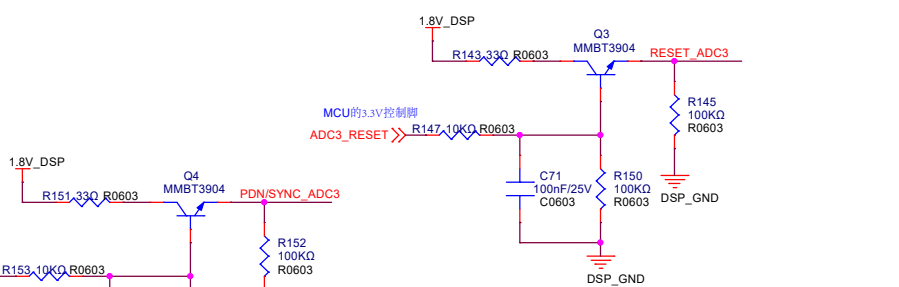 1.8V_DSP
Q3
MMBT3904
R143 33Ω R0603
RESET_ADC3
R145
100KΩ
R0603
MCU的3.3V控制脚
ADC3_RESET
R147 10KΩ R0603
C71
100nF/25V
C0603
R150
100KΩ
R0603
DSP_GND
DSP_GND
1.8V_DSP
Q4
MMBT3904
R151 33Ω R0603
PDN/SYNC_ADC3
R152
100KΩ
R0603
R153 10KΩ R0603